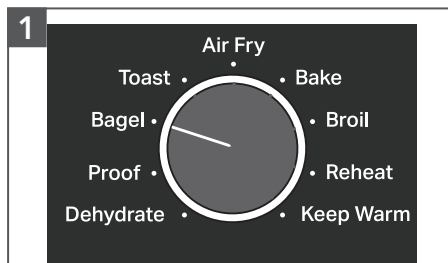 1
Air Fry
Toast Bake
Bagel Broil
Proof Reheat
Dehydrate Keep Warm